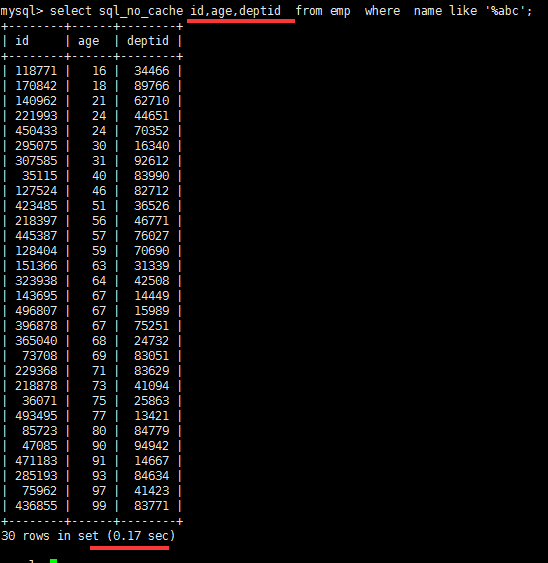 mysql> select sql_no_cache id,age,deptid from emp where name like '%abc';
+--------+------+--------+
| id | age | deptid |
+--------+------+--------+
| 118771 | 16 | 34466 |
| 170842 | 18 | 89766 |
| 140962 | 21 | 62710 |
| 221993 | 24 | 44651 |
| 450433 | 24 | 70352 |
| 295075 | 30 | 16340 |
| 307585 | 31 | 92612 |
| 35115 | 40 | 83990 |
| 127524 | 46 | 82712 |
| 423485 | 51 | 36526 |
| 218397 | 56 | 46771 |
| 445387 | 57 | 76027 |
| 128404 | 59 | 70690 |
| 151366 | 63 | 31339 |
| 323938 | 64 | 42508 |
| 143695 | 67 | 14449 |
| 496807 | 67 | 15989 |
| 396878 | 67 | 75251 |
| 365040 | 68 | 24732 |
| 73708 | 69 | 83051 |
| 229368 | 71 | 83629 |
| 218878 | 73 | 41094 |
| 36071 | 75 | 25863 |
| 493495 | 77 | 13421 |
| 85723 | 80 | 84779 |
| 47085 | 90 | 94942 |
| 471183 | 91 | 14667 |
| 285193 | 93 | 84634 |
| 75962 | 97 | 41423 |
| 436855 | 99 | 83771 |
+--------+------+--------+
30 rows in set (0.17 sec)